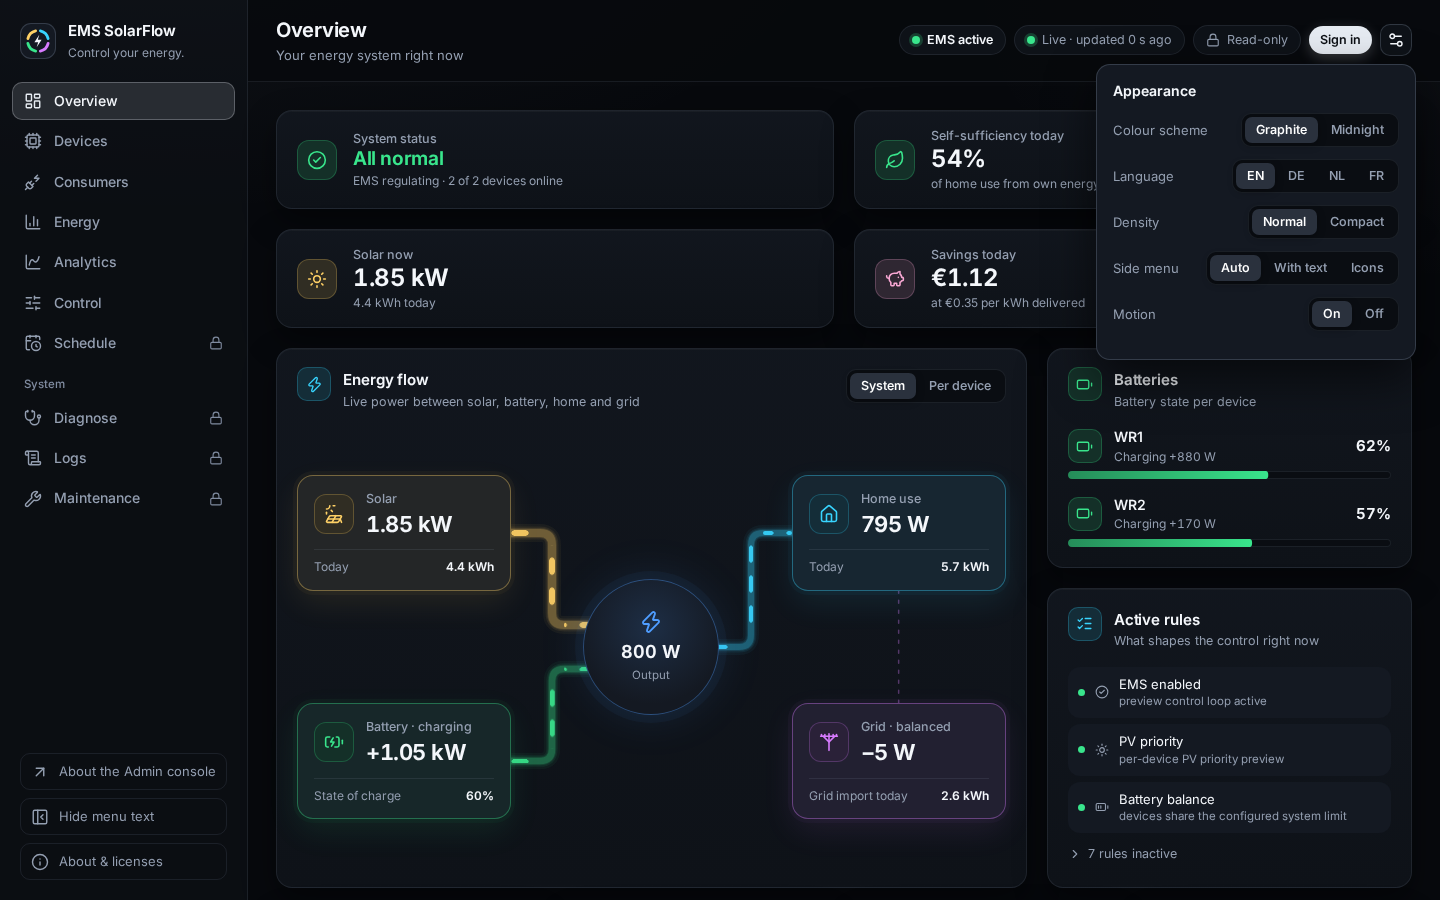 EMS SolarFlow
Control your energy.
Overview
Devices
Consumers
Energy
Analytics
Control
Schedule
System
Diagnose
Logs
Maintenance
About the Admin console
Hide menu text
About & licenses
Overview
Your energy system right now
EMS active
Live · updated 0 s ago
Read-only
Sign in
Appearance
Colour scheme
Graphite
Midnight
Language
EN
DE
NL
FR
Density
Normal
Compact
Side menu
Auto
With text
Icons
Motion
On
Off
System status
All normal
EMS regulating · 2 of 2 devices online
Self-sufficiency today
54%
of home use from own energy
Solar now
1.85 kW
4.4 kWh today
Savings today
€1.12
at €0.35 per kWh delivered
Energy flow
Live power between solar, battery, home and grid
System
Per device
Solar
1.85 kW
Today
4.4 kWh
Home use
795 W
Today
5.7 kWh
800 W
Output
Battery · charging
+1.05 kW
State of charge
60%
Grid · balanced
−5 W
Grid import today
2.6 kWh
Batteries
Battery state per device
WR1
Charging +880 W
62%
WR2
Charging +170 W
57%
Active rules
What shapes the control right now
EMS enabled
preview control loop active
PV priority
per-device PV priority preview
Battery balance
devices share the configured system limit
7 rules inactive